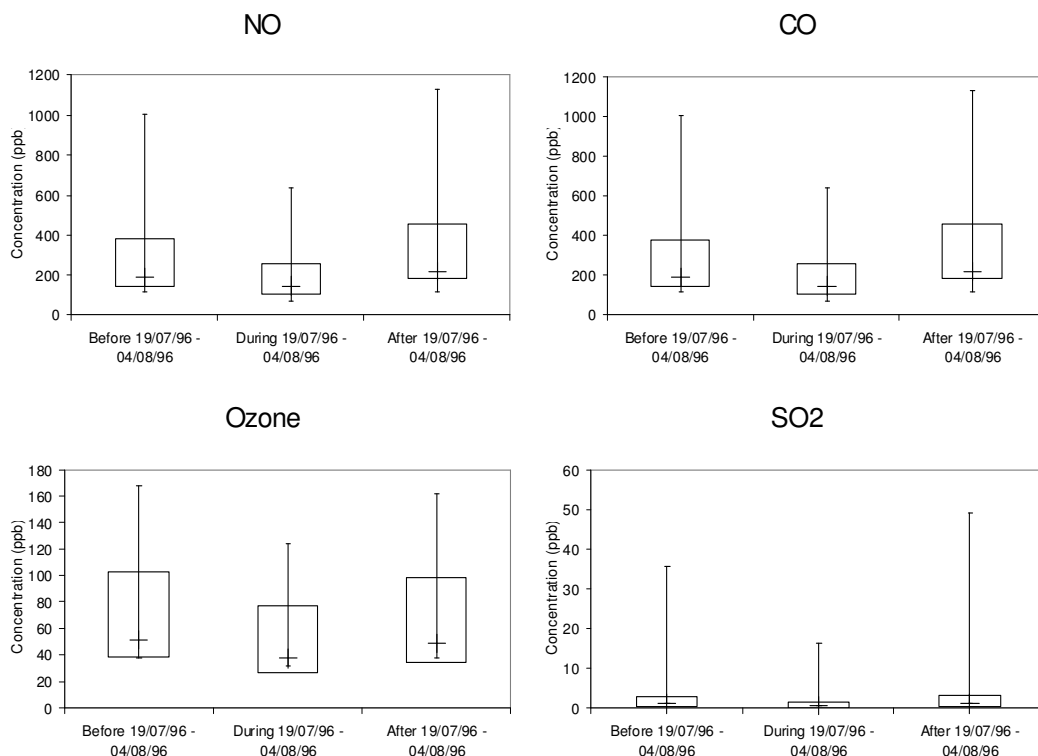 NO
1200
1000
800
600
400
200
0
Concentration (ppb
Before 19/07/96 -
04/08/96
During 19/07/96 -
04/08/96
After 19/07/96 -
04/08/96
CO
1200
1000
800
600
400
200
0
Concentration (ppb)
Before 19/07/96 -
04/08/96
During 19/07/96 -
04/08/96
After 19/07/96 -
04/08/96
Ozone
180
160
140
120
100
80
60
40
20
0
Concentration (ppb)
Before 19/07/96 -
04/08/96
During 19/07/96 -
04/08/96
After 19/07/96 -
04/08/96
SO2
60
50
40
30
20
10
0
Concentration (ppb)
Before 19/07/96 -
04/08/96
During 19/07/96 -
04/08/96
After 19/07/96 -
04/08/96